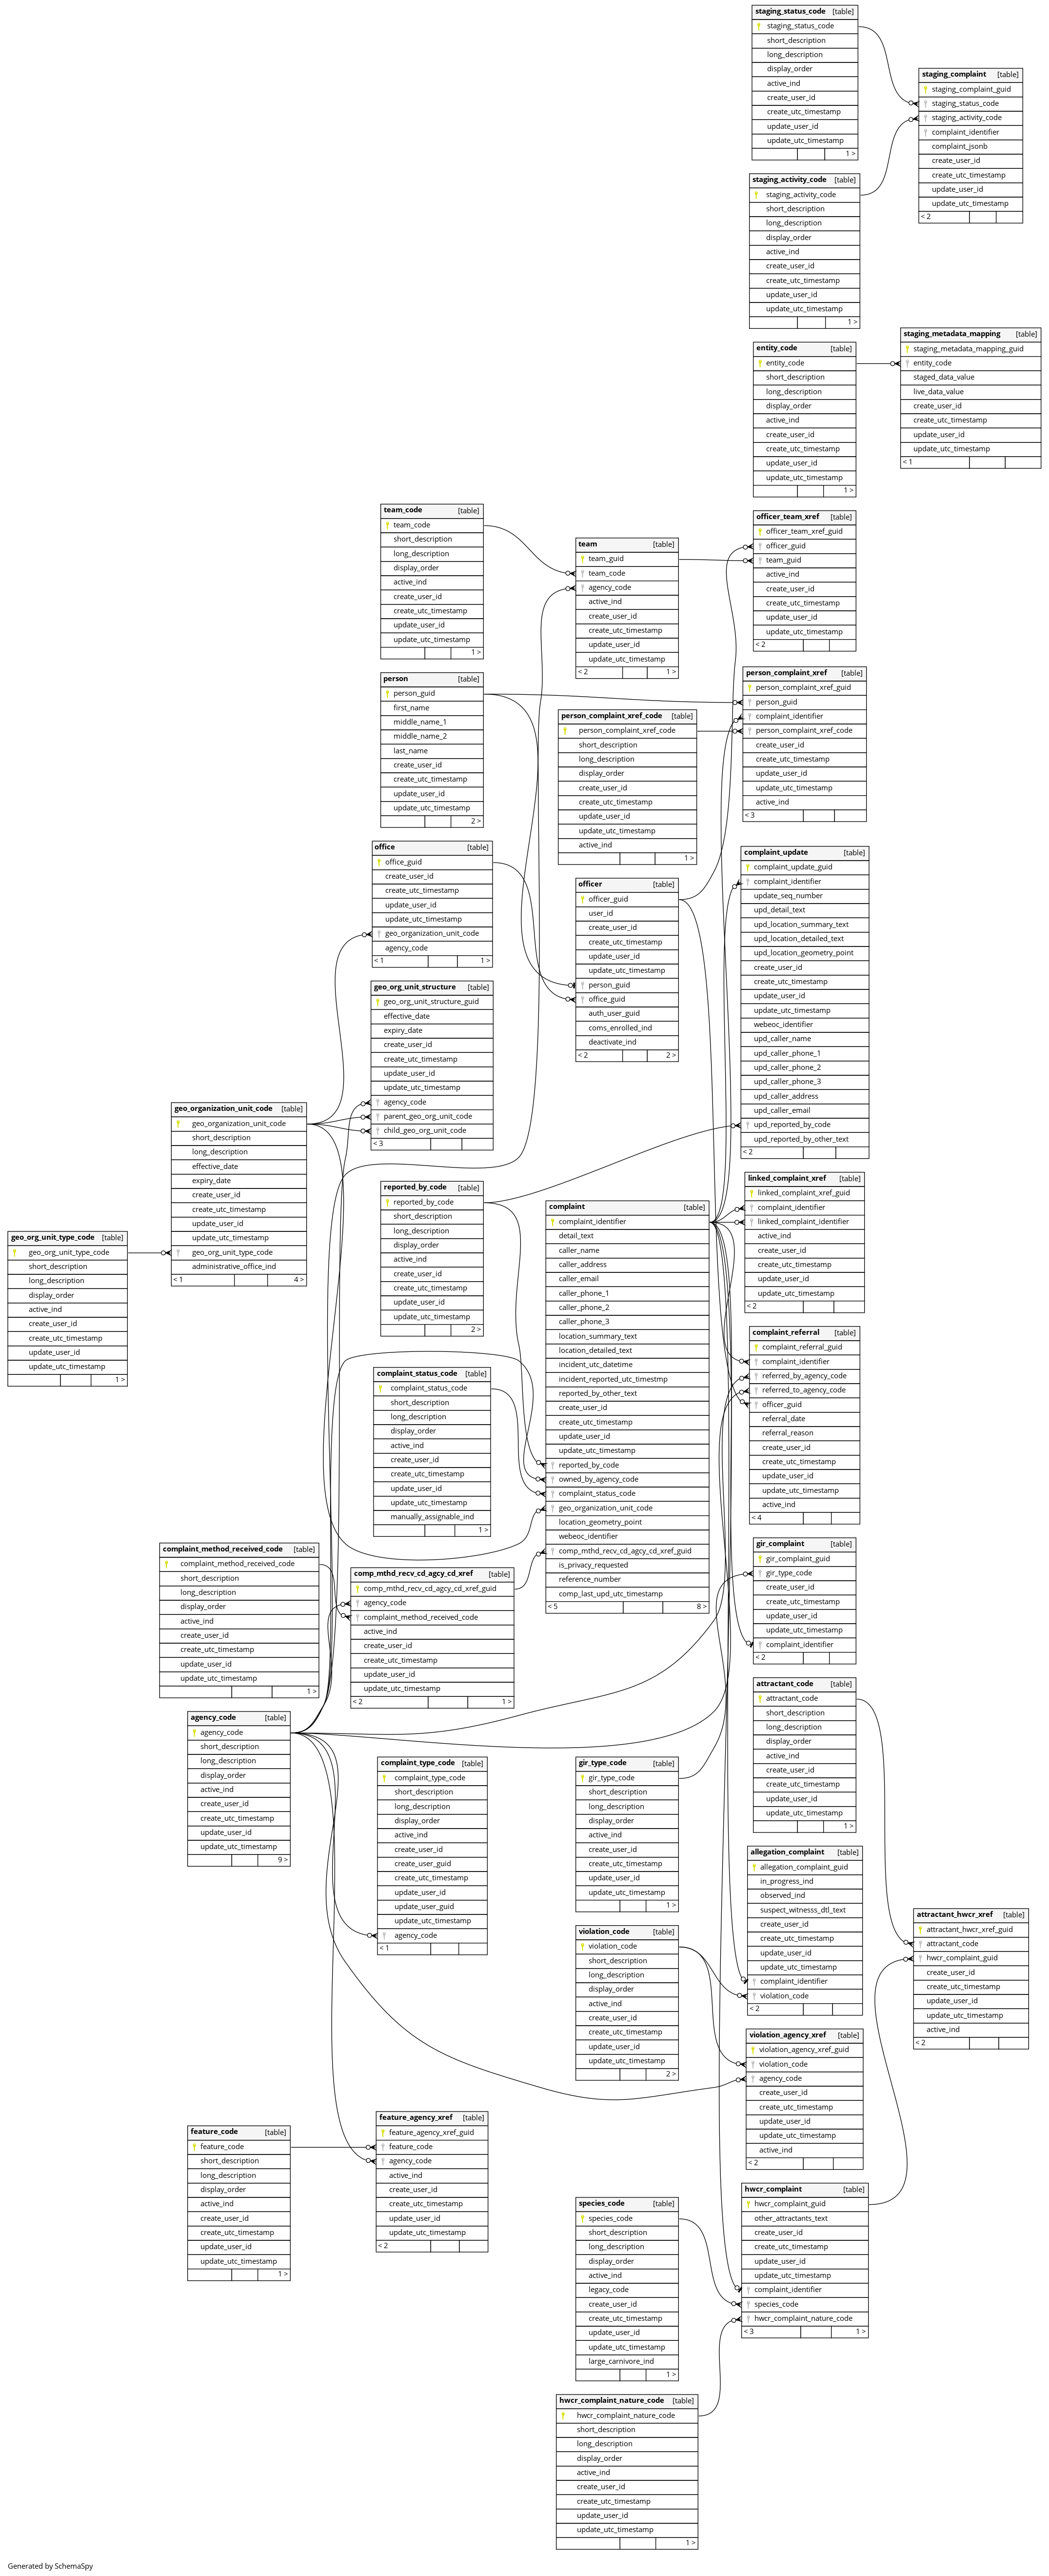 staging_status_code [table]
staging_status_code
short_description
long_description
display_order
active_ind
create_user_id
create_utc_timestamp
update_user_id
update_utc_timestamp
1 >
staging_complaint [table]
staging_complaint_guid
staging_status_code
staging_activity_code
complaint_identifier
complaint_jsonb
create_user_id
create_utc_timestamp
update_user_id
update_utc_timestamp
< 2
staging_activity_code [table]
staging_activity_code
short_description
long_description
display_order
active_ind
create_user_id
create_utc_timestamp
update_user_id
update_utc_timestamp
1 >
staging_metadata_mapping [table]
staging_metadata_mapping_guid
entity_code
staged_data_value
live_data_value
create_user_id
create_utc_timestamp
update_user_id
update_utc_timestamp
< 1
entity_code [table]
entity_code
short_description
long_description
display_order
active_ind
create_user_id
create_utc_timestamp
update_user_id
update_utc_timestamp
1 >
team_code [table]
team_code
short_description
long_description
display_order
active_ind
create_user_id
create_utc_timestamp
update_user_id
update_utc_timestamp
1 >
team [table]
team_guid
team_code
agency_code
active_ind
create_user_id
create_utc_timestamp
update_user_id
update_utc_timestamp
< 2 1 >
officer_team_xref [table]
officer_team_xref_guid
officer_guid
team_guid
active_ind
create_user_id
create_utc_timestamp
update_user_id
update_utc_timestamp
< 2
person [table]
person_guid
first_name
middle_name_1
middle_name_2
last_name
create_user_id
create_utc_timestamp
update_user_id
update_utc_timestamp
2 >
person_complaint_xref_code [table]
person_complaint_xref_code
short_description
long_description
display_order
create_user_id
create_utc_timestamp
update_user_id
update_utc_timestamp
active_ind
1 >
person_complaint_xref [table]
person_complaint_xref_guid
person_guid
complaint_identifier
person_complaint_xref_code
create_user_id
create_utc_timestamp
update_user_id
update_utc_timestamp
active_ind
< 3
office [table]
office_guid
create_user_id
create_utc_timestamp
update_user_id
update_utc_timestamp
geo_organization_unit_code
agency_code
< 1 1 >
officer [table]
officer_guid
user_id
create_user_id
create_utc_timestamp
update_user_id
update_utc_timestamp
person_guid
office_guid
auth_user_guid
coms_enrolled_ind
deactivate_ind
< 2 2 >
complaint_update [table]
complaint_update_guid
complaint_identifier
update_seq_number
upd_detail_text
upd_location_summary_text
upd_location_detailed_text
upd_location_geometry_point
create_user_id
create_utc_timestamp
update_user_id
update_utc_timestamp
webeoc_identifier
upd_caller_name
upd_caller_phone_1
upd_caller_phone_2
upd_caller_phone_3
upd_caller_address
upd_caller_email
upd_reported_by_code
upd_reported_by_other_text
< 2
geo_org_unit_structure [table]
geo_org_unit_structure_guid
effective_date
expiry_date
create_user_id
create_utc_timestamp
update_user_id
update_utc_timestamp
agency_code
parent_geo_org_unit_code
child_geo_org_unit_code
< 3
geo_organization_unit_code [table]
geo_organization_unit_code
short_description
long_description
effective_date
expiry_date
create_user_id
create_utc_timestamp
update_user_id
update_utc_timestamp
geo_org_unit_type_code
administrative_office_ind
< 1 4 >
geo_org_unit_type_code [table]
geo_org_unit_type_code
short_description
long_description
display_order
active_ind
create_user_id
create_utc_timestamp
update_user_id
update_utc_timestamp
1 >
reported_by_code [table]
reported_by_code
short_description
long_description
display_order
active_ind
create_user_id
create_utc_timestamp
update_user_id
update_utc_timestamp
2 >
complaint [table]
complaint_identifier
detail_text
caller_name
caller_address
caller_email
caller_phone_1
caller_phone_2
caller_phone_3
location_summary_text
location_detailed_text
incident_utc_datetime
incident_reported_utc_timestmp
reported_by_other_text
create_user_id
create_utc_timestamp
update_user_id
update_utc_timestamp
reported_by_code
owned_by_agency_code
complaint_status_code
geo_organization_unit_code
location_geometry_point
webeoc_identifier
comp_mthd_recv_cd_agcy_cd_xref_guid
is_privacy_requested
reference_number
comp_last_upd_utc_timestamp
< 5 8 >
linked_complaint_xref [table]
linked_complaint_xref_guid
complaint_identifier
linked_complaint_identifier
active_ind
create_user_id
create_utc_timestamp
update_user_id
update_utc_timestamp
< 2
complaint_referral [table]
complaint_referral_guid
complaint_identifier
referred_by_agency_code
referred_to_agency_code
officer_guid
referral_date
referral_reason
create_user_id
create_utc_timestamp
update_user_id
update_utc_timestamp
active_ind
< 4
complaint_status_code [table]
complaint_status_code
short_description
long_description
display_order
active_ind
create_user_id
create_utc_timestamp
update_user_id
update_utc_timestamp
manually_assignable_ind
1 >
complaint_method_received_code [table]
complaint_method_received_code
short_description
long_description
display_order
active_ind
create_user_id
create_utc_timestamp
update_user_id
update_utc_timestamp
1 >
comp_mthd_recv_cd_agcy_cd_xref [table]
comp_mthd_recv_cd_agcy_cd_xref_guid
agency_code
complaint_method_received_code
active_ind
create_user_id
create_utc_timestamp
update_user_id
update_utc_timestamp
< 2 1 >
gir_complaint [table]
gir_complaint_guid
gir_type_code
create_user_id
create_utc_timestamp
update_user_id
update_utc_timestamp
complaint_identifier
< 2
agency_code [table]
agency_code
short_description
long_description
display_order
active_ind
create_user_id
create_utc_timestamp
update_user_id
update_utc_timestamp
9 >
attractant_code [table]
attractant_code
short_description
long_description
display_order
active_ind
create_user_id
create_utc_timestamp
update_user_id
update_utc_timestamp
1 >
complaint_type_code [table]
complaint_type_code
short_description
long_description
display_order
active_ind
create_user_id
create_user_guid
create_utc_timestamp
update_user_id
update_user_guid
update_utc_timestamp
agency_code
< 1
gir_type_code [table]
gir_type_code
short_description
long_description
display_order
active_ind
create_user_id
create_utc_timestamp
update_user_id
update_utc_timestamp
1 >
allegation_complaint [table]
allegation_complaint_guid
in_progress_ind
observed_ind
suspect_witnesss_dtl_text
create_user_id
create_utc_timestamp
update_user_id
update_utc_timestamp
complaint_identifier
violation_code
< 2
attractant_hwcr_xref [table]
attractant_hwcr_xref_guid
attractant_code
hwcr_complaint_guid
create_user_id
create_utc_timestamp
update_user_id
update_utc_timestamp
active_ind
< 2
violation_code [table]
violation_code
short_description
long_description
display_order
active_ind
create_user_id
create_utc_timestamp
update_user_id
update_utc_timestamp
2 >
violation_agency_xref [table]
violation_agency_xref_guid
violation_code
agency_code
create_user_id
create_utc_timestamp
update_user_id
update_utc_timestamp
active_ind
< 2
feature_code [table]
feature_code
short_description
long_description
display_order
active_ind
create_user_id
create_utc_timestamp
update_user_id
update_utc_timestamp
1 >
feature_agency_xref [table]
feature_agency_xref_guid
feature_code
agency_code
active_ind
create_user_id
create_utc_timestamp
update_user_id
update_utc_timestamp
< 2
species_code [table]
species_code
short_description
long_description
display_order
active_ind
legacy_code
create_user_id
create_utc_timestamp
update_user_id
update_utc_timestamp
large_carnivore_ind
1 >
hwcr_complaint [table]
hwcr_complaint_guid
other_attractants_text
create_user_id
create_utc_timestamp
update_user_id
update_utc_timestamp
complaint_identifier
species_code
hwcr_complaint_nature_code
< 3 1 >
hwcr_complaint_nature_code [table]
hwcr_complaint_nature_code
short_description
long_description
display_order
active_ind
create_user_id
create_utc_timestamp
update_user_id
update_utc_timestamp
1 >
Generated by SchemaSpy